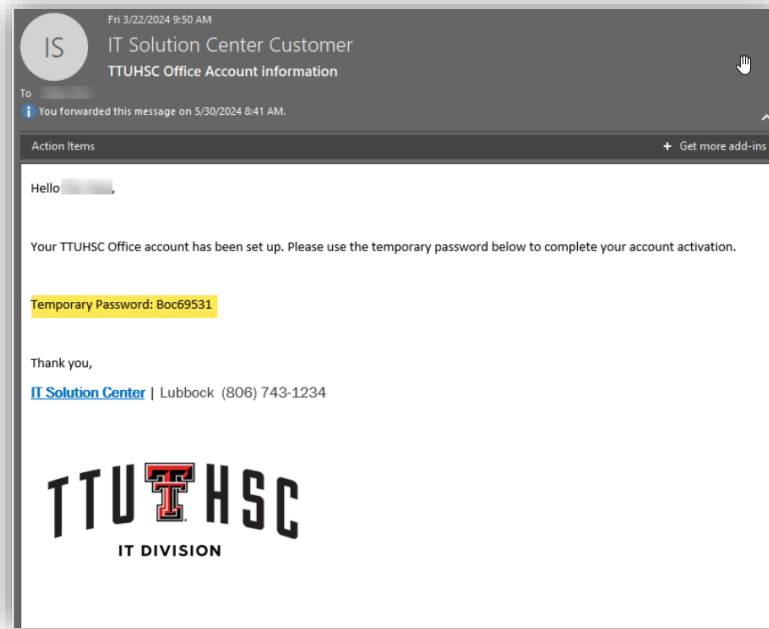 Fri 3/22/2024 9:50 AM
IS
IT Solution Center Customer
TTUHSC Office Account information
To
i You forwarded this message on 5/30/2024 8:41 AM.
Action Items + Get more add-ins
Hello ,
Your TTUHSC Office account has been set up. Please use the temporary password below to complete your account activation.
Temporary Password: Boc69531
Thank you,
IT Solution Center | Lubbock (806) 743-1234
TTU HSC
IT DIVISION